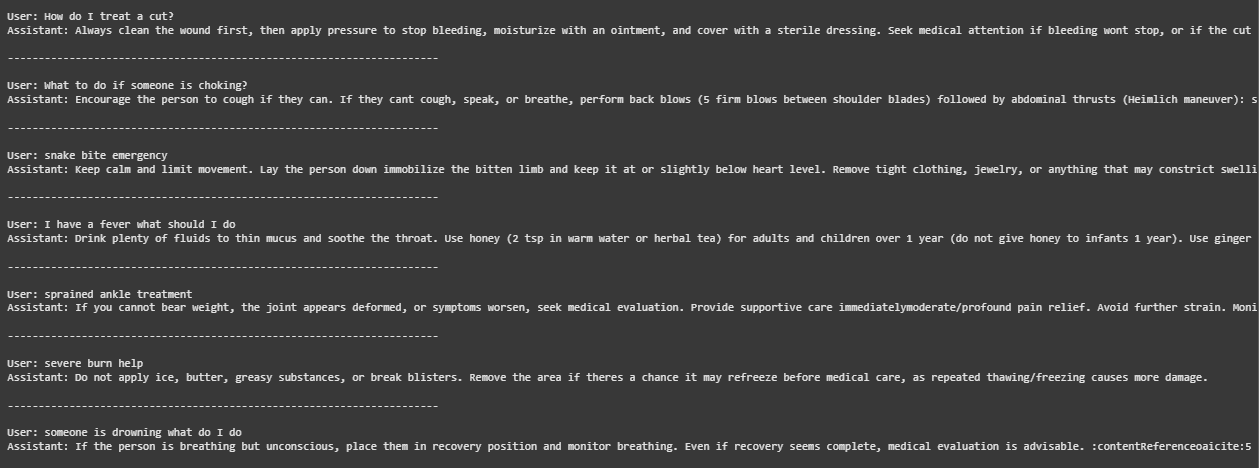 User: How do I treat a cut?
Assistant: Always clean the wound first, then apply pressure to stop bleeding, moisturize with an ointment, and cover with a sterile dressing. Seek medical attention if bleeding wont stop, or if the cut
------------------------------------------------------------------------
User: What to do if someone is choking?
Assistant: Encourage the person to cough if they can. If they cant cough, speak, or breathe, perform back blows (5 firm blows between shoulder blades) followed by abdominal thrusts (Heimlich maneuver): s
------------------------------------------------------------------------
User: snake bite emergency
Assistant: Keep calm and limit movement. Lay the person down immobilize the bitten limb and keep it at or slightly below heart level. Remove tight clothing, jewelry, or anything that may constrict swelli
------------------------------------------------------------------------
User: I have a fever what should I do
Assistant: Drink plenty of fluids to thin mucus and soothe the throat. Use honey (2 tsp in warm water or herbal tea) for adults and children over 1 year (do not give honey to infants 1 year). Use ginger
------------------------------------------------------------------------
User: sprained ankle treatment
Assistant: If you cannot bear weight, the joint appears deformed, or symptoms worsen, seek medical evaluation. Provide supportive care immediatelymoderate/profound pain relief. Avoid further strain. Moni
------------------------------------------------------------------------
User: severe burn help
Assistant: Do not apply ice, butter, greasy substances, or break blisters. Remove the area if theres a chance it may refreeze before medical care, as repeated thawing/freezing causes more damage.
------------------------------------------------------------------------
User: someone is drowning what do I do
Assistant: If the person is breathing but unconscious, place them in recovery position and monitor breathing. Even if recovery seems complete, medical evaluation is advisable. :contentReferenceoaicite:5